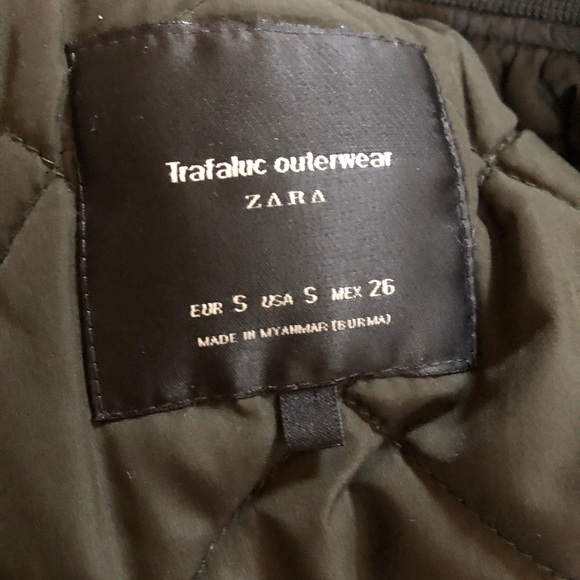 Trafaluc outerwear
ZARA
EUR S USA S MEX 26
MADE IN MYANMAR (BURMA)